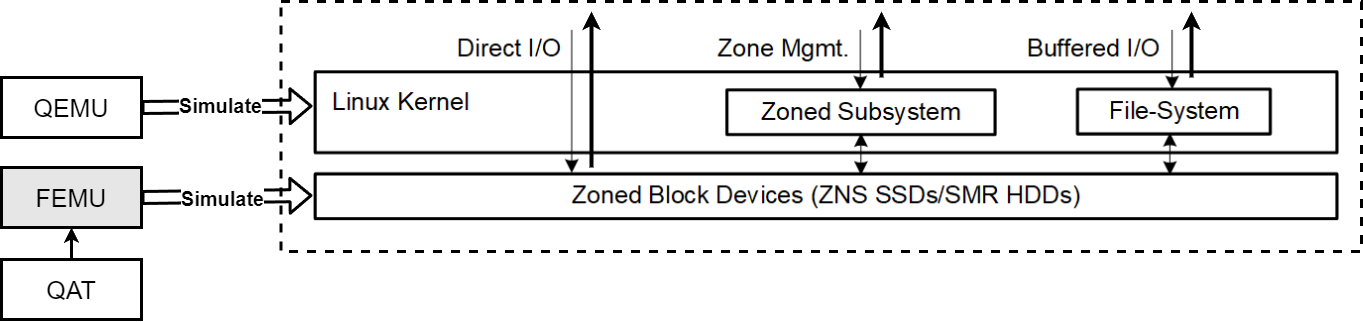 Direct I/O
Zone Mgmt.
Buffered I/O
QEMU
Simulate
Linux Kernel
Zoned Subsystem
File-System
FEMU
Simulate
Zoned Block Devices (ZNS SSDs/SMR HDDs)
QAT